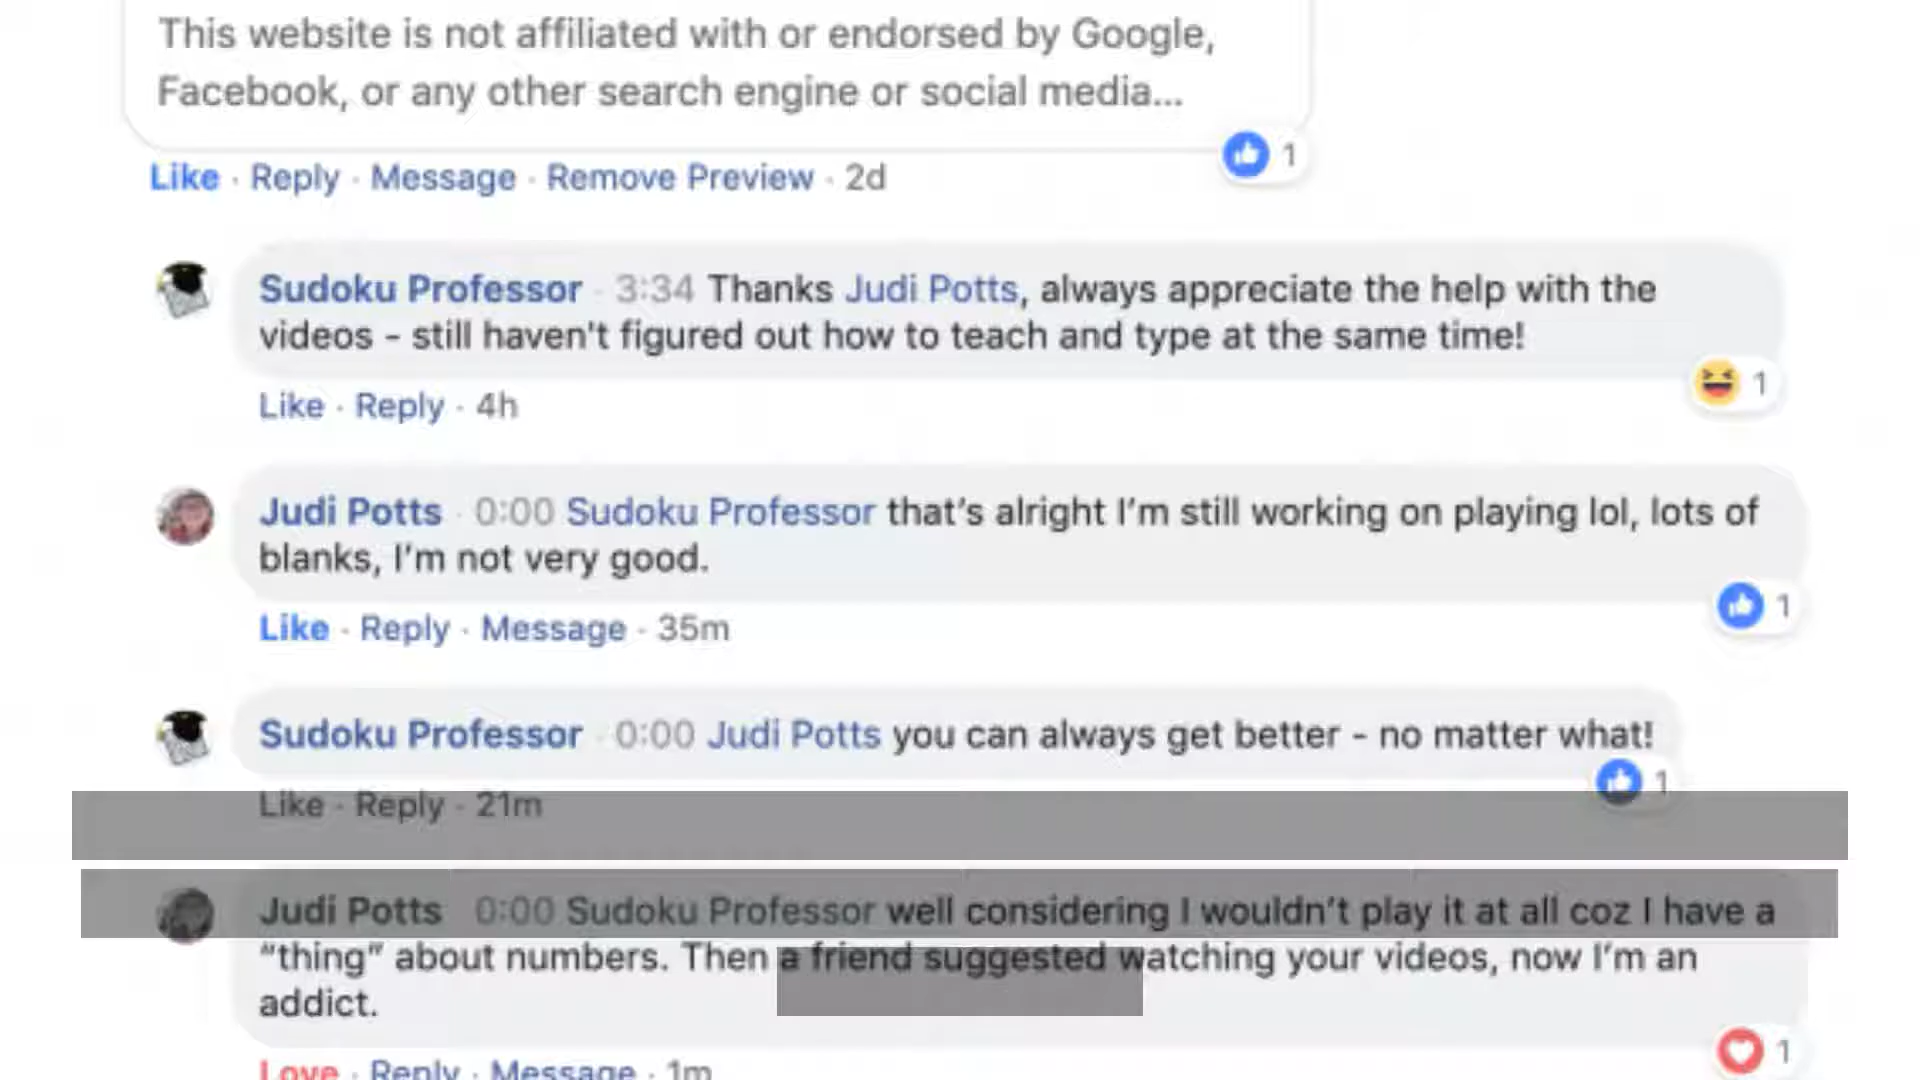 This website is not affiliated with or endorsed by Google,
Facebook, or any other search engine or social media...
1
Like · Reply · Message · Remove Preview · 2d
Sudoku Professor · 3:34 Thanks Judi Potts, always appreciate the help with the
videos - still haven't figured out how to teach and type at the same time!
1
Like · Reply · 4h
Judi Potts · 0:00 Sudoku Professor that's alright I'm still working on playing lol, lots of
blanks, I'm not very good.
1
Like · Reply · Message · 35m
Sudoku Professor · 0:00 Judi Potts you can always get better - no matter what!
1
Like · Reply · 21m
Judi Potts 0:00 Sudoku Professor well considering I wouldn't play it at all coz I have a
“thing” about numbers. Then a friend suggested watching your videos, now I'm an
addict.
1
Love · Reply · Message · 1m